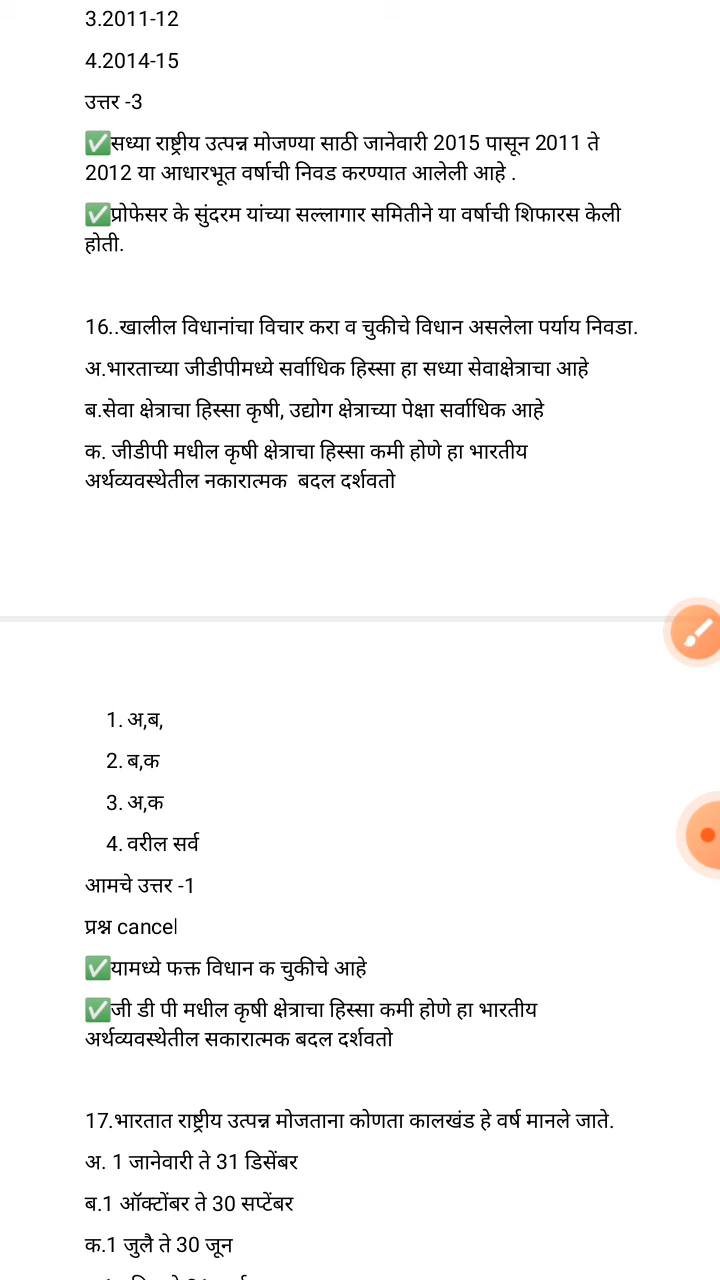 3.2011-12
4.2014-15
उत्तर -3
✅सध्या राष्ट्रीय उत्पन्न मोजण्या साठी जानेवारी 2015 पासून 2011 ते
2012 या आधारभूत वर्षाची निवड करण्यात आलेली आहे .
✅प्रोफेसर के सुंदरम यांच्या सल्लागार समितीने या वर्षाची शिफारस केली
होती.
16..खालील विधानांचा विचार करा व चुकीचे विधान असलेला पर्याय निवडा.
अ.भारताच्या जीडीपीमध्ये सर्वाधिक हिस्सा हा सध्या सेवाक्षेत्राचा आहे
ब.सेवा क्षेत्राचा हिस्सा कृषी, उद्योग क्षेत्राच्या पेक्षा सर्वाधिक आहे
क. जीडीपी मधील कृषी क्षेत्राचा हिस्सा कमी होणे हा भारतीय
अर्थव्यवस्थेतील नकारात्मक  बदल दर्शवतो
1. अ,ब,
2. ब,क
3. अ,क
4. वरील सर्व
आमचे उत्तर -1
प्रश्न cancel
✅यामध्ये फक्त विधान क चुकीचे आहे
✅जी डी पी मधील कृषी क्षेत्राचा हिस्सा कमी होणे हा भारतीय
अर्थव्यवस्थेतील सकारात्मक बदल दर्शवतो
17.भारतात राष्ट्रीय उत्पन्न मोजताना कोणता कालखंड हे वर्ष मानले जाते.
अ. 1 जानेवारी ते 31 डिसेंबर
ब.1 ऑक्टोंबर ते 30 सप्टेंबर
क.1 जुलै ते 30 जून